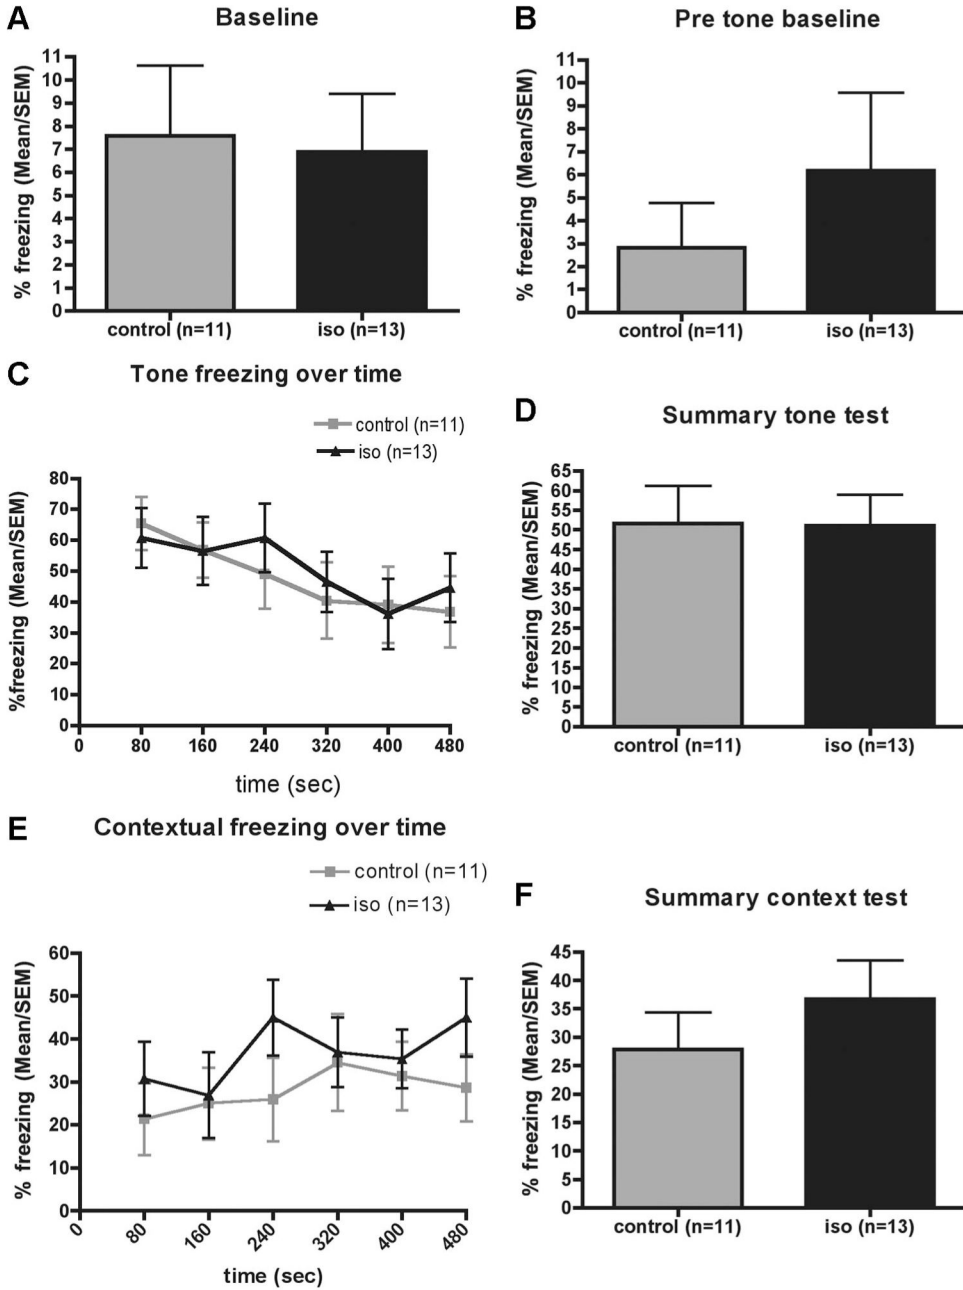 A
Baseline
% freezing (Mean/SEM)
11
10
9
8
7
6
5
4
3
2
1
0
control (n=11)
iso (n=13)
B
Pre tone baseline
% freezing (Mean/SEM)
11
10
9
8
7
6
5
4
3
2
1
0
control (n=11)
iso (n=13)
C
Tone freezing over time
control (n=11)
iso (n=13)
%freezing (Mean/SEM)
80
70
60
50
40
30
20
10
0
0 80 160 240 320 400 480
time (sec)
D
Summary tone test
% freezing (Mean/SEM)
65
60
55
50
45
40
35
30
25
20
15
10
5
0
control (n=11)
iso (n=13)
E
Contextual freezing over time
control (n=11)
iso (n=13)
% freezing (Mean/SEM)
60
50
40
30
20
10
0
0 80 160 240 320 400 480
time (sec)
F
Summary context test
% freezing (Mean/SEM)
45
40
35
30
25
20
15
10
5
0
control (n=11)
iso (n=13)